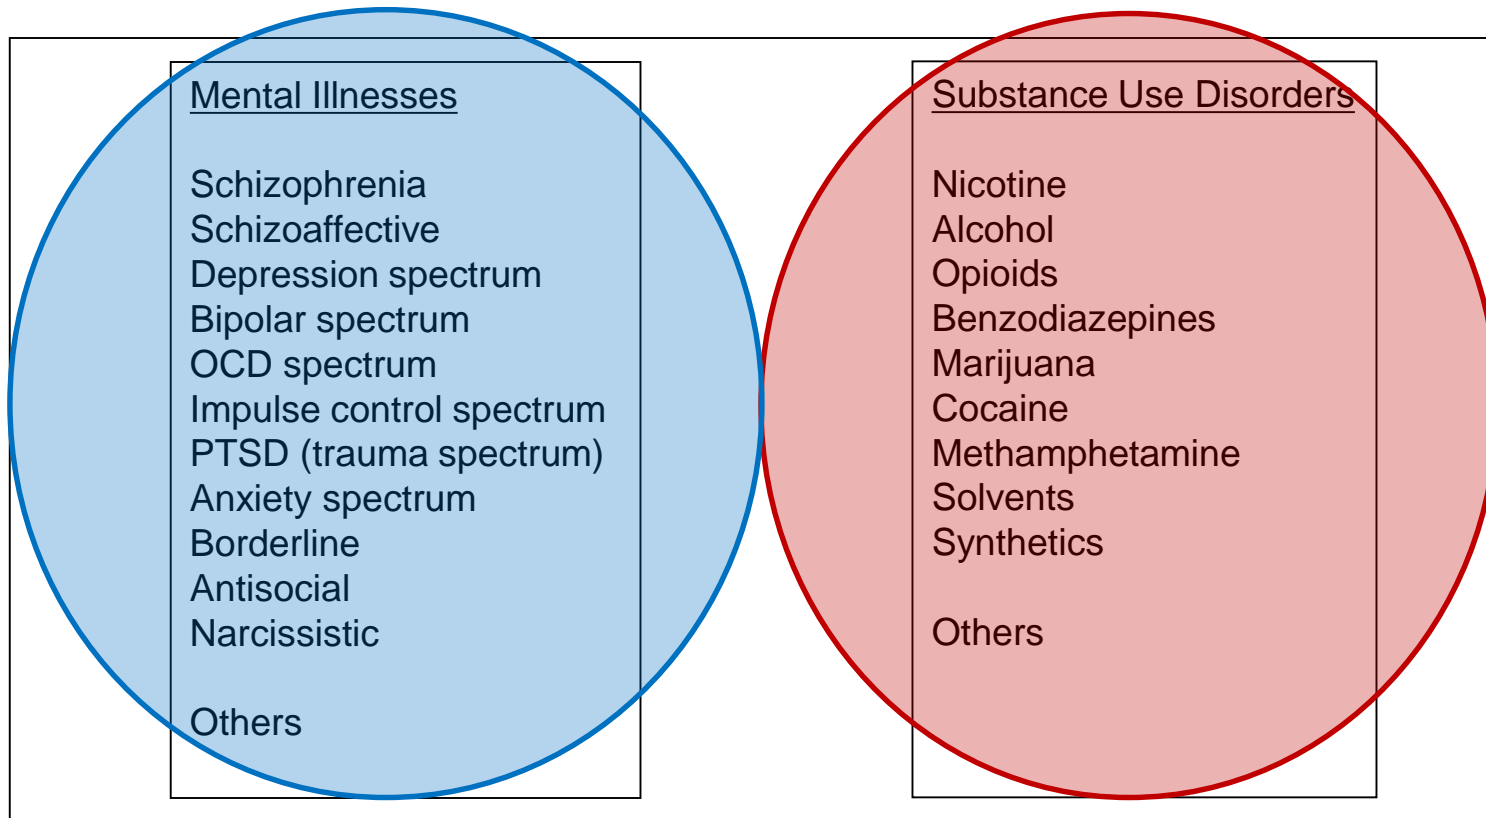 Mental Illnesses
Schizophrenia
Schizoaffective
Depression spectrum
Bipolar spectrum
OCD spectrum
Impulse control spectrum
PTSD (trauma spectrum)
Anxiety spectrum
Borderline
Antisocial
Narcissistic
Others
Substance Use Disorders
Nicotine
Alcohol
Opioids
Benzodiazepines
Marijuana
Cocaine
Methamphetamine
Solvents
Synthetics
Others